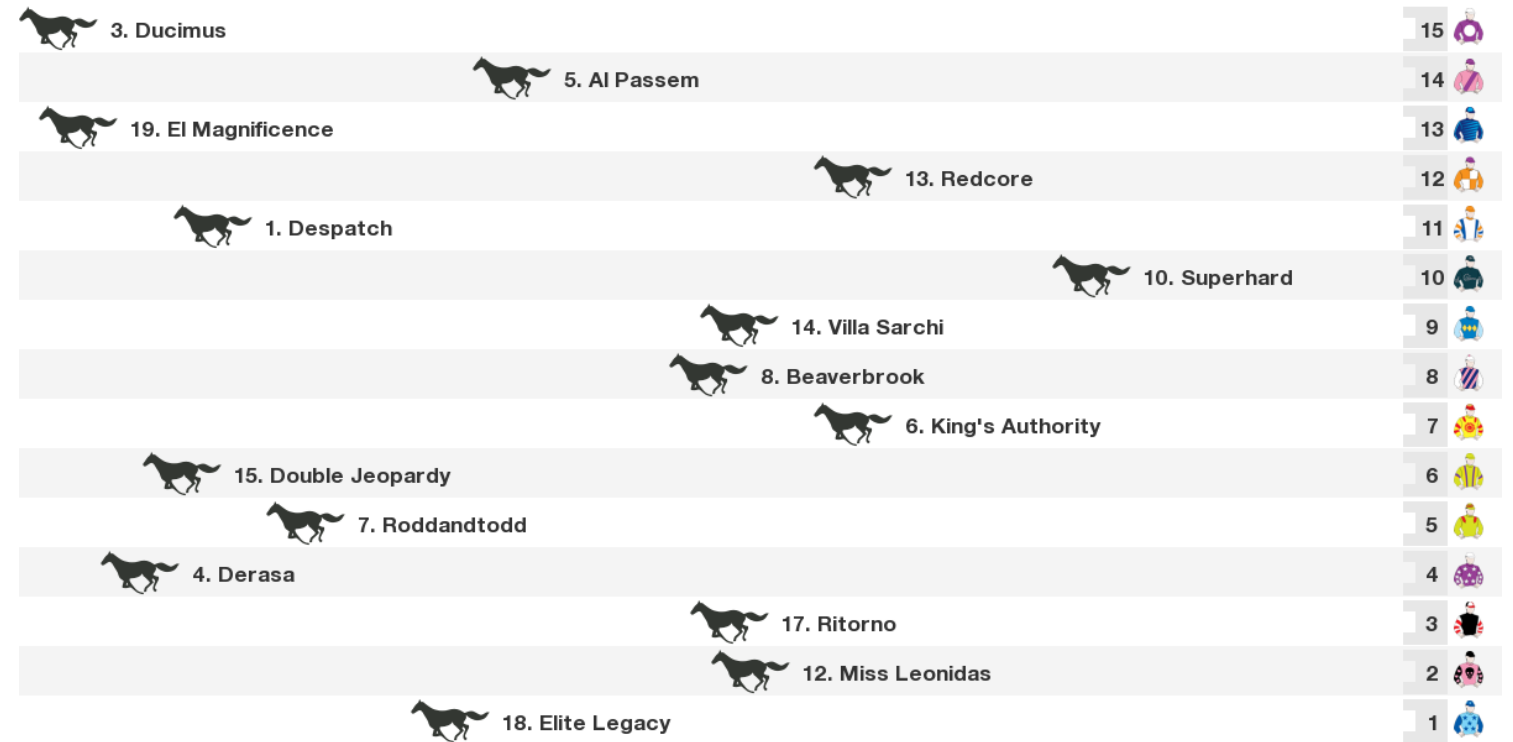 3. Ducimus 15
5. Al Passem 14
19. El Magnificence 13
13. Redcore 12
1. Despatch 11
10. Superhard 10
14. Villa Sarchi 9
8. Beaverbrook 8
6. King's Authority 7
15. Double Jeopardy 6
7. Roddandtodd 5
4. Derasa 4
17. Ritorno 3
12. Miss Leonidas 2
18. Elite Legacy 1